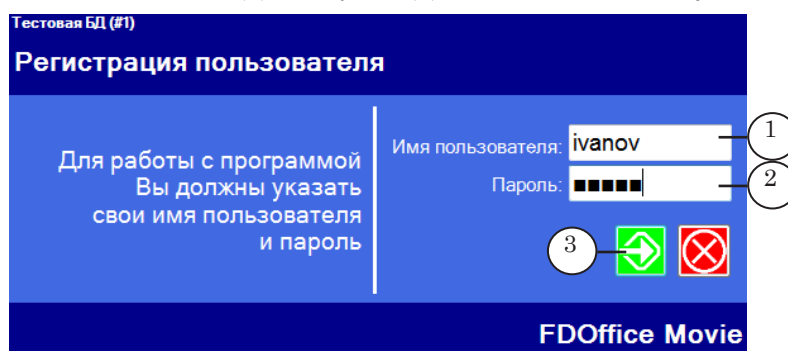 Тестовая БД (#1)
Регистрация пользователя
Для работы с программой
Вы должны указать
свои имя пользователя
и пароль
Имя пользователя: ivanov
1
Пароль: ■■■■■
2
3
FDOffice Movie